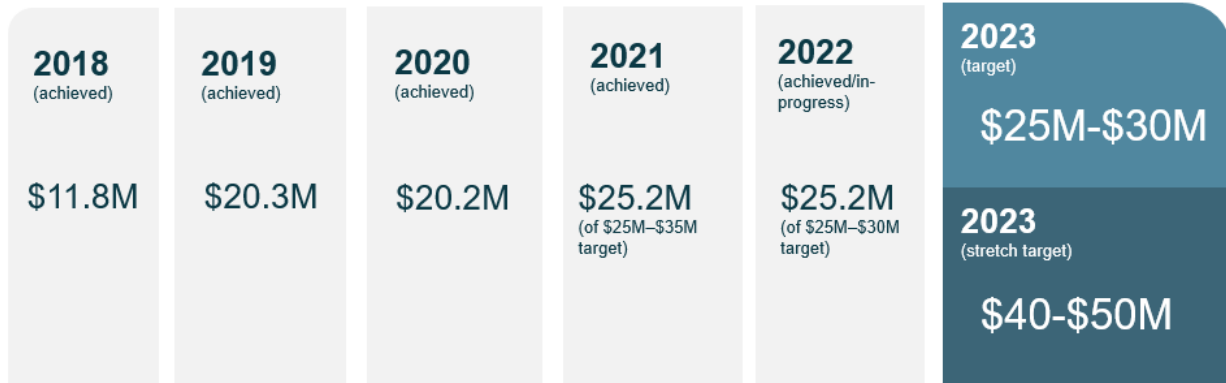 2018
(achieved)
$11.8M
2019
(achieved)
$20.3M
2020
(achieved)
$20.2M
2021
(achieved)
$25.2M
(of $25M–$35M
target)
2022
(achieved/in-
progress)
$25.2M
(of $25M–$30M
target)
2023
(target)
$25M-$30M
2023
(stretch target)
$40-$50M